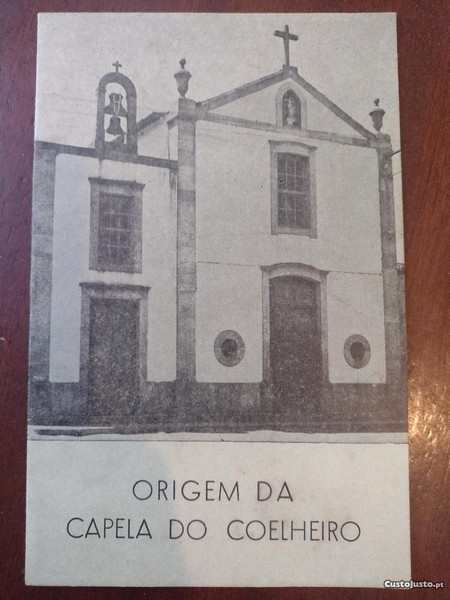 ORIGEM DA
CAPELA DO COELHEIRO
CustoJusto.pt